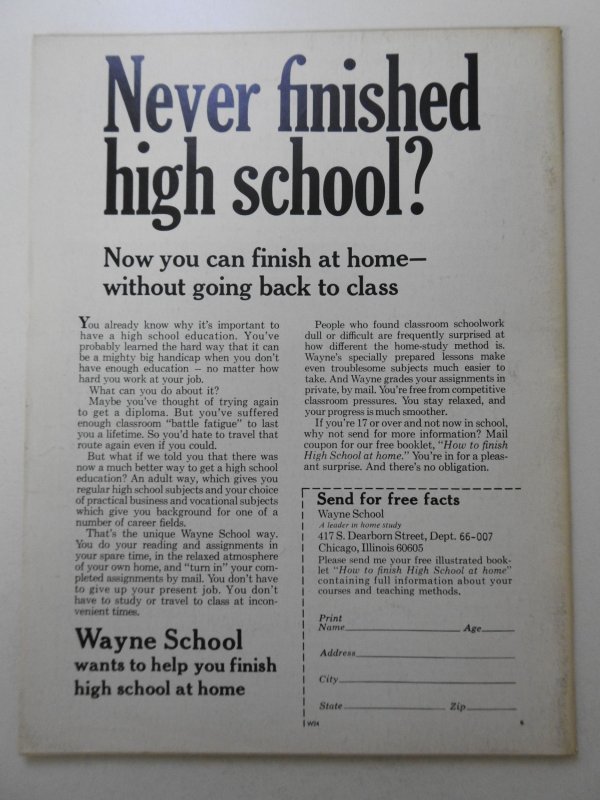 Never finished
high school?
Now you can finish at home—
without going back to class
You already know why it's important to
have a high school education. You've
probably learned the hard way that it can
be a mighty big handicap when you don't
have enough education — no matter how
hard you work at your job.
What can you do about it?
Maybe you've thought of trying again
to get a diploma. But you've suffered
enough classroom "battle fatigue" to last
you a lifetime. So you'd hate to travel that
route again even if you could.
But what if we told you that there was
now a much better way to get a high school
education? An adult way, which gives you
regular high school subjects and your choice
of practical business and vocational subjects
which give you background for one of a
number of career fields.
That's the unique Wayne School way.
You do your reading and assignments in
your spare time, in the relaxed atmosphere
of your own home, and "turn in" your com-
pleted assignments by mail. You don't have
to give up your present job. You don't
have to study or travel to class at incon-
venient times.
Wayne School
wants to help you finish
high school at home
People who found classroom schoolwork
dull or difficult are frequently surprised at
how different the home-study method is.
Wayne's specially prepared lessons make
even troublesome subjects much easier to
take. And Wayne grades your assignments in
private, by mail. You're free from competitive
classroom pressures. You stay relaxed, and
your progress is much smoother.
If you're 17 or over and not now in school,
why not send for more information? Mail
coupon for our free booklet, "How to finish
High School at home." You're in for a pleas-
ant surprise. And there's no obligation.
Send for free facts
Wayne School
A leader in home study
417 S. Dearborn Street, Dept. 66-007
Chicago, Illinois 60605
Please send me your free illustrated book-
let "How to finish High School at home"
containing full information about your
courses and teaching methods.
Print
Name Age
Address
City
State Zip
W24